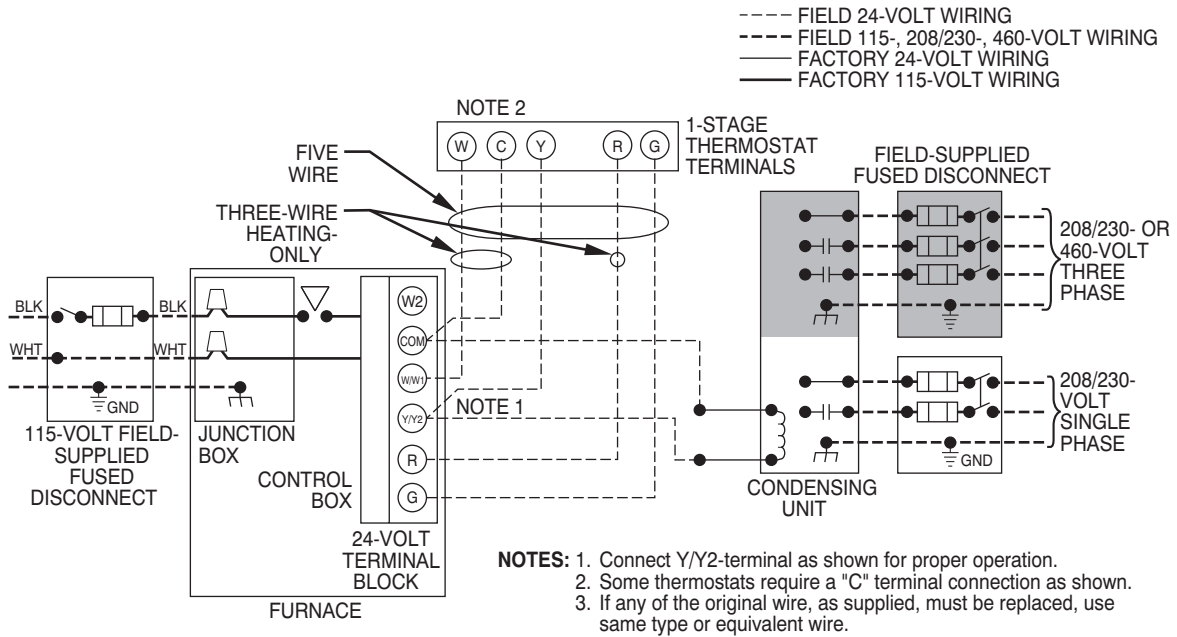 FIELD 24-VOLT WIRING
FIELD 115-, 208/230-, 460-VOLT WIRING
FACTORY 24-VOLT WIRING
FACTORY 115-VOLT WIRING
NOTE 2
W
C
Y
R
G
1-STAGE
THERMOSTAT
TERMINALS
FIVE
WIRE
THREE-WIRE
HEATING-
ONLY
FIELD-SUPPLIED
FUSED DISCONNECT
208/230- OR
460-VOLT
THREE
PHASE
BLK
BLK
WHT
WHT
GND
W2
COM
W/W1
Y/Y2
R
G
NOTE 1
208/230-
VOLT
SINGLE
PHASE
GND
115-VOLT FIELD-
SUPPLIED
FUSED
DISCONNECT
JUNCTION
BOX
CONTROL
BOX
24-VOLT
TERMINAL
BLOCK
FURNACE
CONDENSING
UNIT
NOTES: 1. Connect Y/Y2-terminal as shown for proper operation.
2. Some thermostats require a "C" terminal connection as shown.
3. If any of the original wire, as supplied, must be replaced, use
same type or equivalent wire.